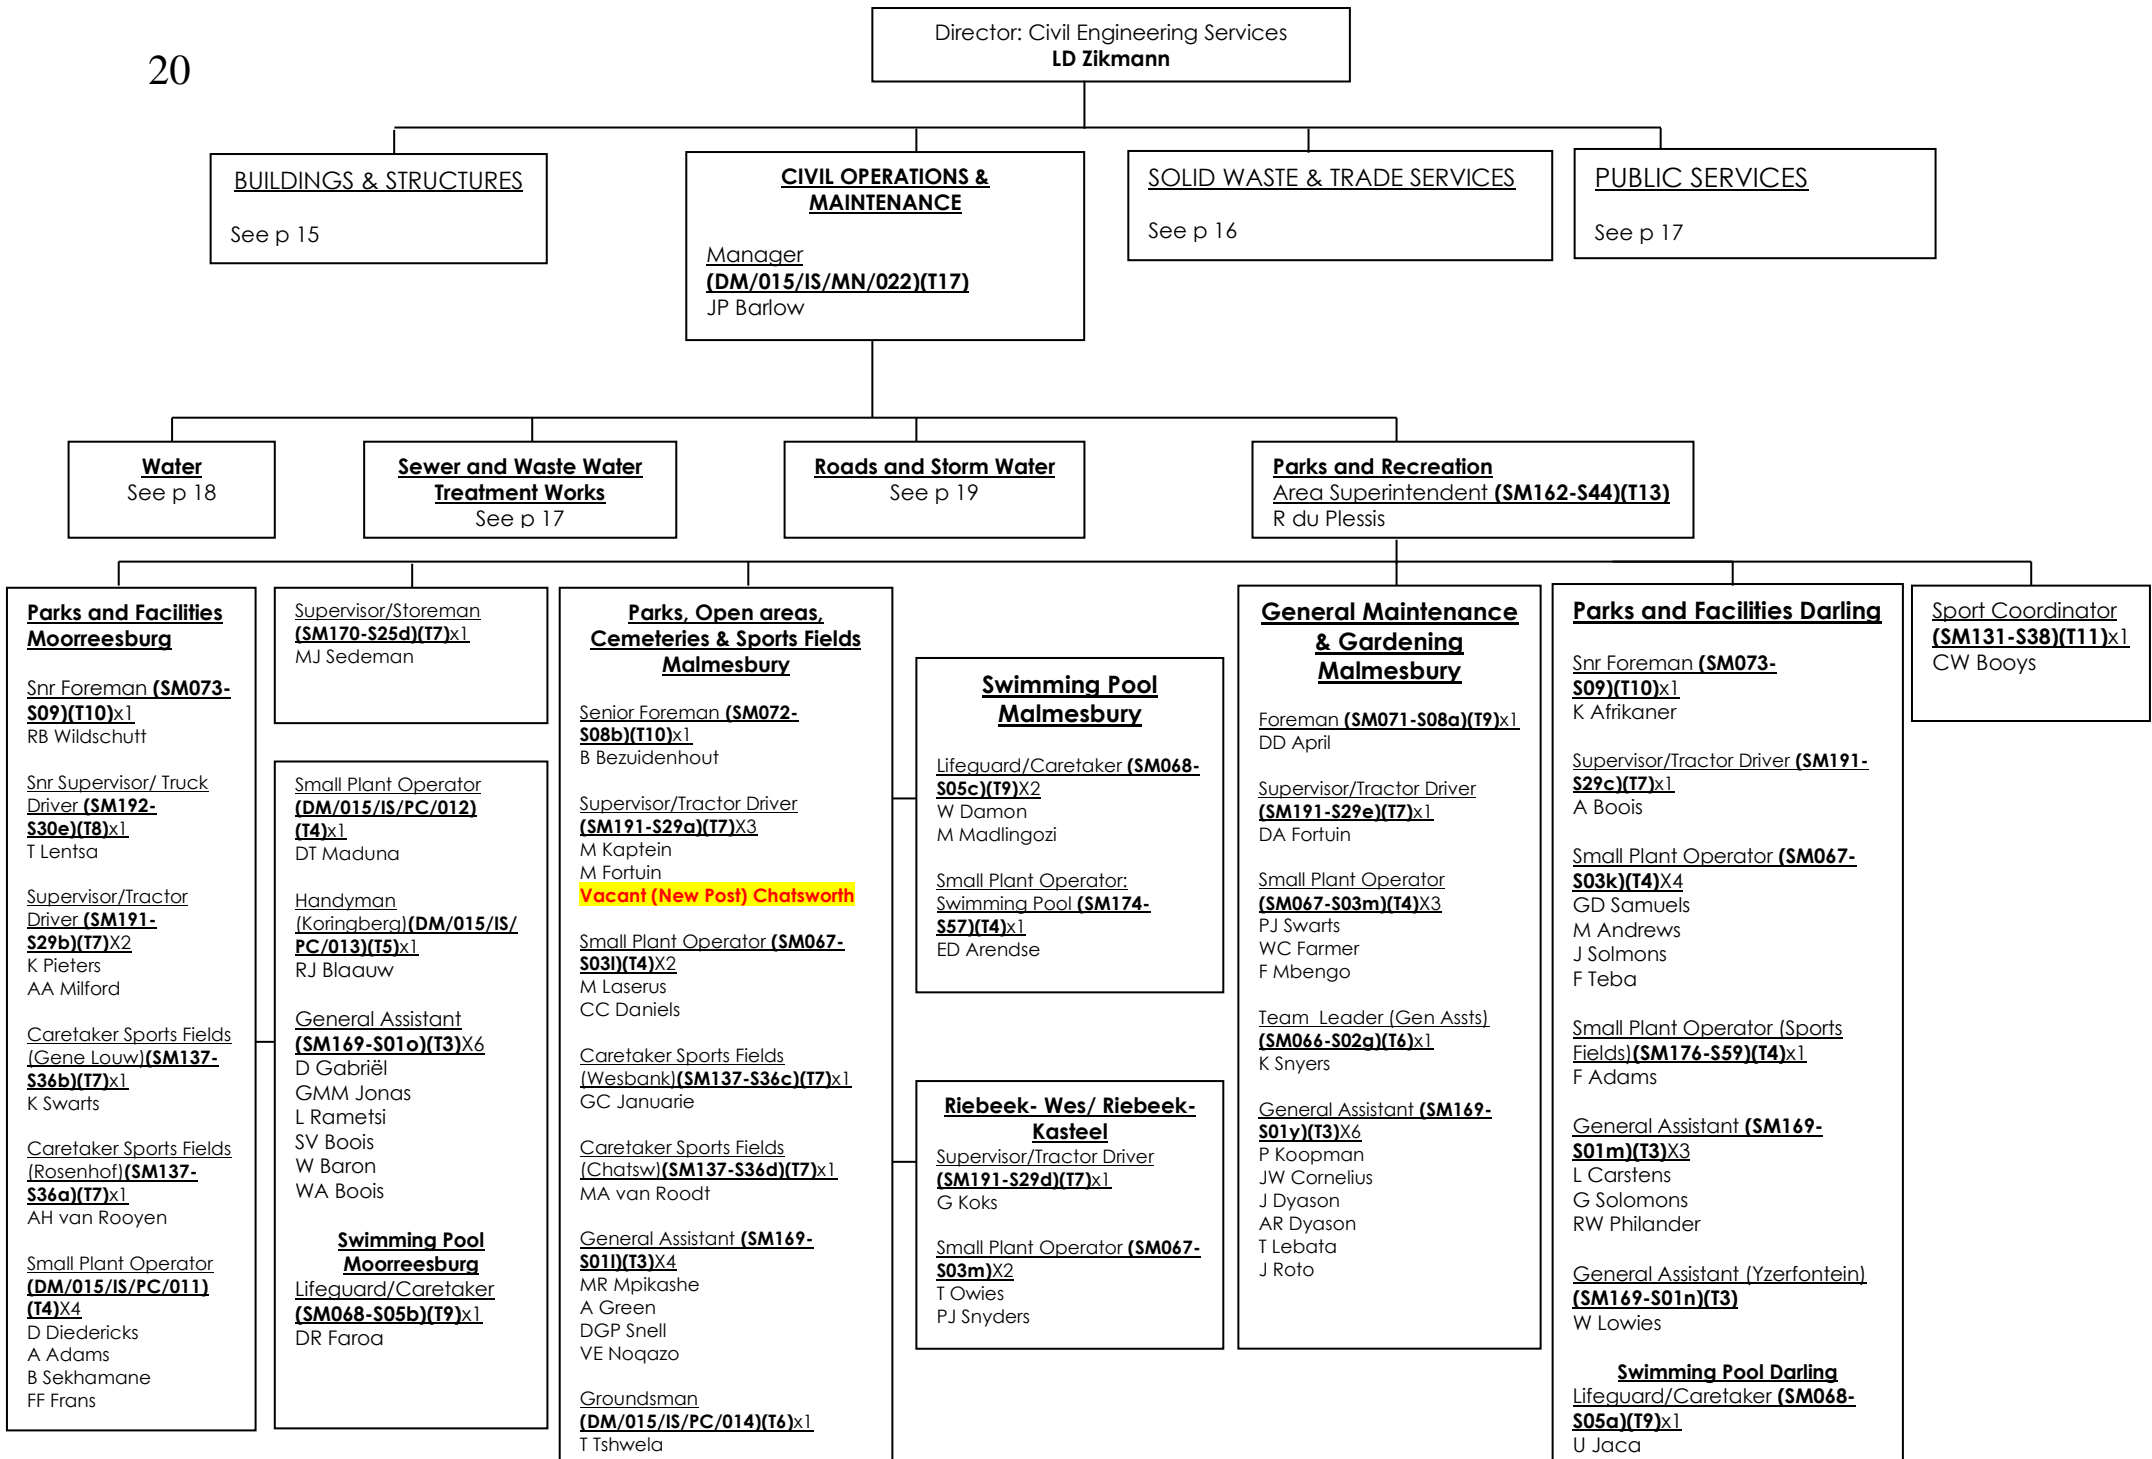 20
Director: Civil Engineering Services
LD Zikmann
BUILDINGS & STRUCTURES
See p 15
CIVIL OPERATIONS &
MAINTENANCE
Manager
(DM/015/IS/MN/022)(T17)
JP Barlow
SOLID WASTE & TRADE SERVICES
See p 16
PUBLIC SERVICES
See p 17
Water
See p 18
Sewer and Waste Water
Treatment Works
See p 17
Roads and Storm Water
See p 19
Parks and Recreation
Area Superintendent (SM162-S44)(T13)
R du Plessis
Parks and Facilities
Moorreesburg
Snr Foreman (SM073-
S09)(T10)x1
RB Wildschutt
Snr Supervisor/ Truck
Driver (SM192-
S30e)(T8)x1
T Lentsa
Supervisor/Tractor
Driver (SM191-
S29b)(T7)X2
K Pieters
AA Milford
Caretaker Sports Fields
(Gene Louw)(SM137-
S36b)(T7)x1
K Swarts
Caretaker Sports Fields
(Rosenhof)(SM137-
S36a)(T7)x1
AH van Rooyen
Small Plant Operator
(DM/015/IS/PC/011)
(T4)X4
D Diedericks
A Adams
B Sekhamane
FF Frans
Supervisor/Storeman
(SM170-S25d)(T7)x1
MJ Sedeman
Small Plant Operator
(DM/015/IS/PC/012)
(T4)x1
DT Maduna
Handyman
(Koringberg)(DM/015/IS/
PC/013)(T5)x1
RJ Blaauw
General Assistant
(SM169-S01o)(T3)X6
D Gabriël
GMM Jonas
L Rametsi
SV Boois
W Baron
WA Boois
Swimming Pool
Moorreesburg
Lifeguard/Caretaker
(SM068-S05b)(T9)x1
DR Faroa
Parks, Open areas,
Cemeteries & Sports Fields
Malmesbury
Senior Foreman (SM072-
S08b)(T10)x1
B Bezuidenhout
Supervisor/Tractor Driver
(SM191-S29a)(T7)X3
M Kaptein
M Fortuin
Vacant (New Post) Chatsworth
Small Plant Operator (SM067-
S03l)(T4)X2
M Laserus
CC Daniels
Caretaker Sports Fields
(Wesbank)(SM137-S36c)(T7)x1
GC Januarie
Caretaker Sports Fields
(Chatsw)(SM137-S36d)(T7)x1
MA van Roodt
General Assistant (SM169-
S01l)(T3)X4
MR Mpikashe
A Green
DGP Snell
VE Noqazo
Groundsman
(DM/015/IS/PC/014)(T6)x1
T Tshwela
Swimming Pool
Malmesbury
Lifeguard/Caretaker (SM068-
S05c)(T9)X2
W Damon
M Madlingozi
Small Plant Operator:
Swimming Pool (SM174-
S57)(T4)x1
ED Arendse
Riebeek- Wes/ Riebeek-
Kasteel
Supervisor/Tractor Driver
(SM191-S29d)(T7)x1
G Koks
Small Plant Operator (SM067-
S03m)X2
T Owies
PJ Snyders
General Maintenance
& Gardening
Malmesbury
Foreman (SM071-S08a)(T9)x1
DD April
Supervisor/Tractor Driver
(SM191-S29e)(T7)x1
DA Fortuin
Small Plant Operator
(SM067-S03m)(T4)X3
PJ Swarts
WC Farmer
F Mbengo
Team  Leader (Gen Assts)
(SM066-S02g)(T6)x1
K Snyers
General Assistant (SM169-
S01y)(T3)X6
P Koopman
JW Cornelius
J Dyason
AR Dyason
T Lebata
J Roto
Parks and Facilities Darling
Snr Foreman (SM073-
S09)(T10)x1
K Afrikaner
Supervisor/Tractor Driver (SM191-
S29c)(T7)x1
A Boois
Small Plant Operator (SM067-
S03k)(T4)X4
GD Samuels
M Andrews
J Solmons
F Teba
Small Plant Operator (Sports
Fields)(SM176-S59)(T4)x1
F Adams
General Assistant (SM169-
S01m)(T3)X3
L Carstens
G Solomons
RW Philander
General Assistant (Yzerfontein)
(SM169-S01n)(T3)
W Lowies
Swimming Pool Darling
Lifeguard/Caretaker (SM068-
S05a)(T9)x1
U Jaca
Sport Coordinator
(SM131-S38)(T11)x1
CW Booys